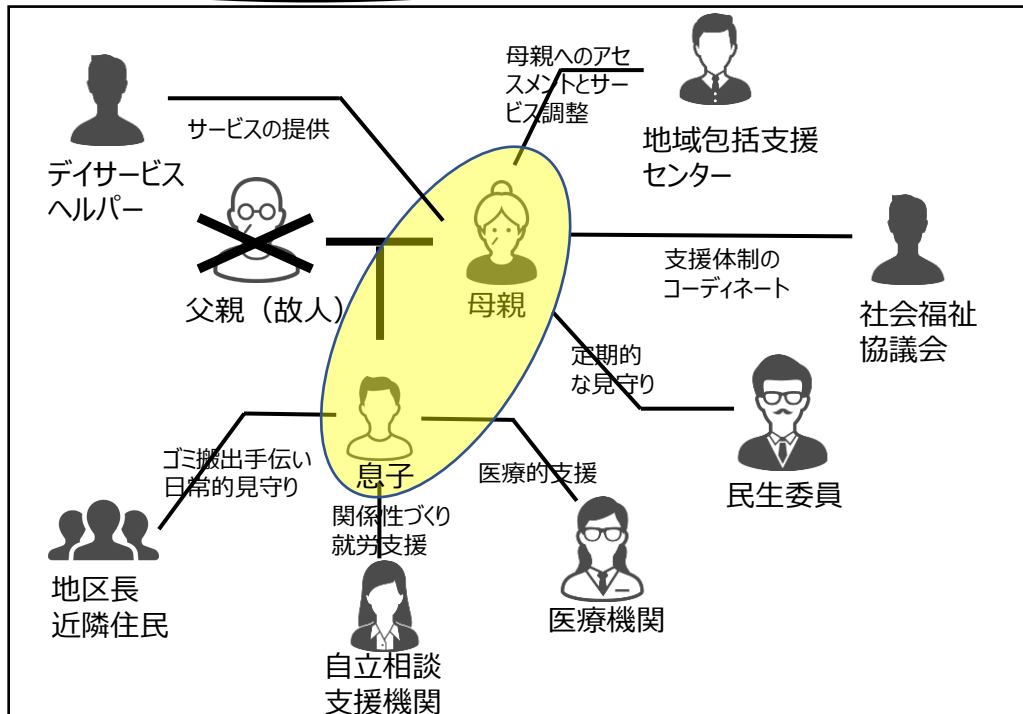 母親へのアセ
スメントとサー
ビス調整
地域包括支援
センター
サービスの提供
デイサービス
ヘルパー
父親（故人）
母親
支援体制の
コーディネート
社会福祉
協議会
定期的
な見守り
民生委員
息子
ゴミ搬出手伝い
日常的見守り
医療的支援
関係性づくり
就労支援
地区長
近隣住民
医療機関
自立相談
支援機関